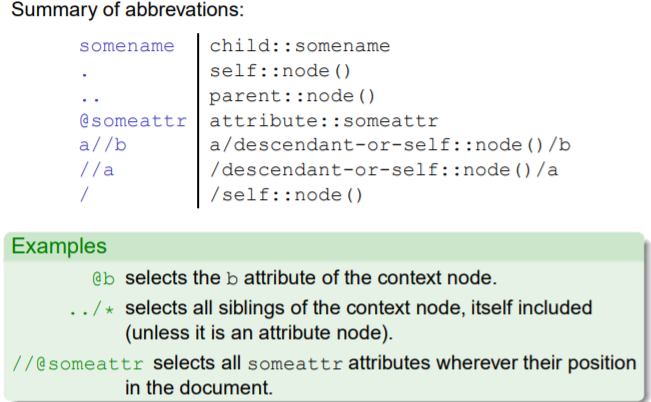 Summary of abbrevations:
somename child::somename
. self::node()
.. parent::node()
@someattr attribute::someattr
a//b a/descendant-or-self::node()/b
//a /descendant-or-self::node()/a
/ /self::node()
Examples
@b selects the b attribute of the context node.
../* selects all siblings of the context node, itself included
(unless it is an attribute node).
//@someattr selects all someattr attributes wherever their position
in the document.